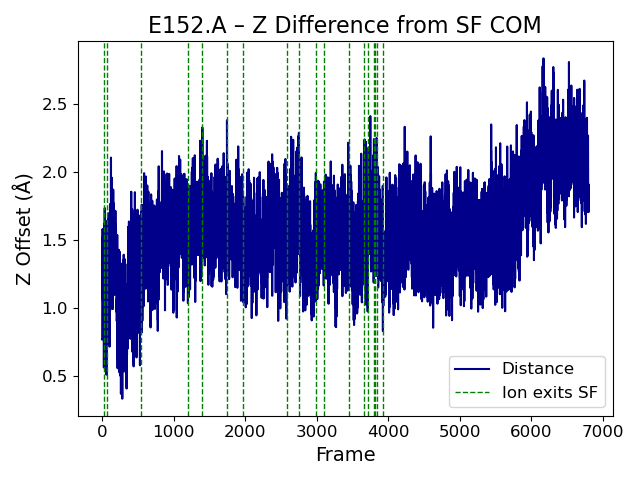 E152.A – Z Difference from SF COM
Z Offset (Å)
2.5
2.0
1.5
1.0
0.5
0 1000 2000 3000 4000 5000 6000 7000
Frame
Distance
Ion exits SF